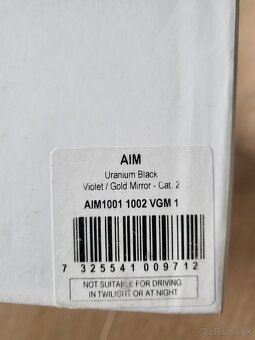 AIM
Uranium Black
Violet / Gold Mirror - Cat. 2
AIM1001 1002 VGM 1
7 325541 009712
NOT SUITABLE FOR DRIVING
IN TWILIGHT OR AT NIGHT